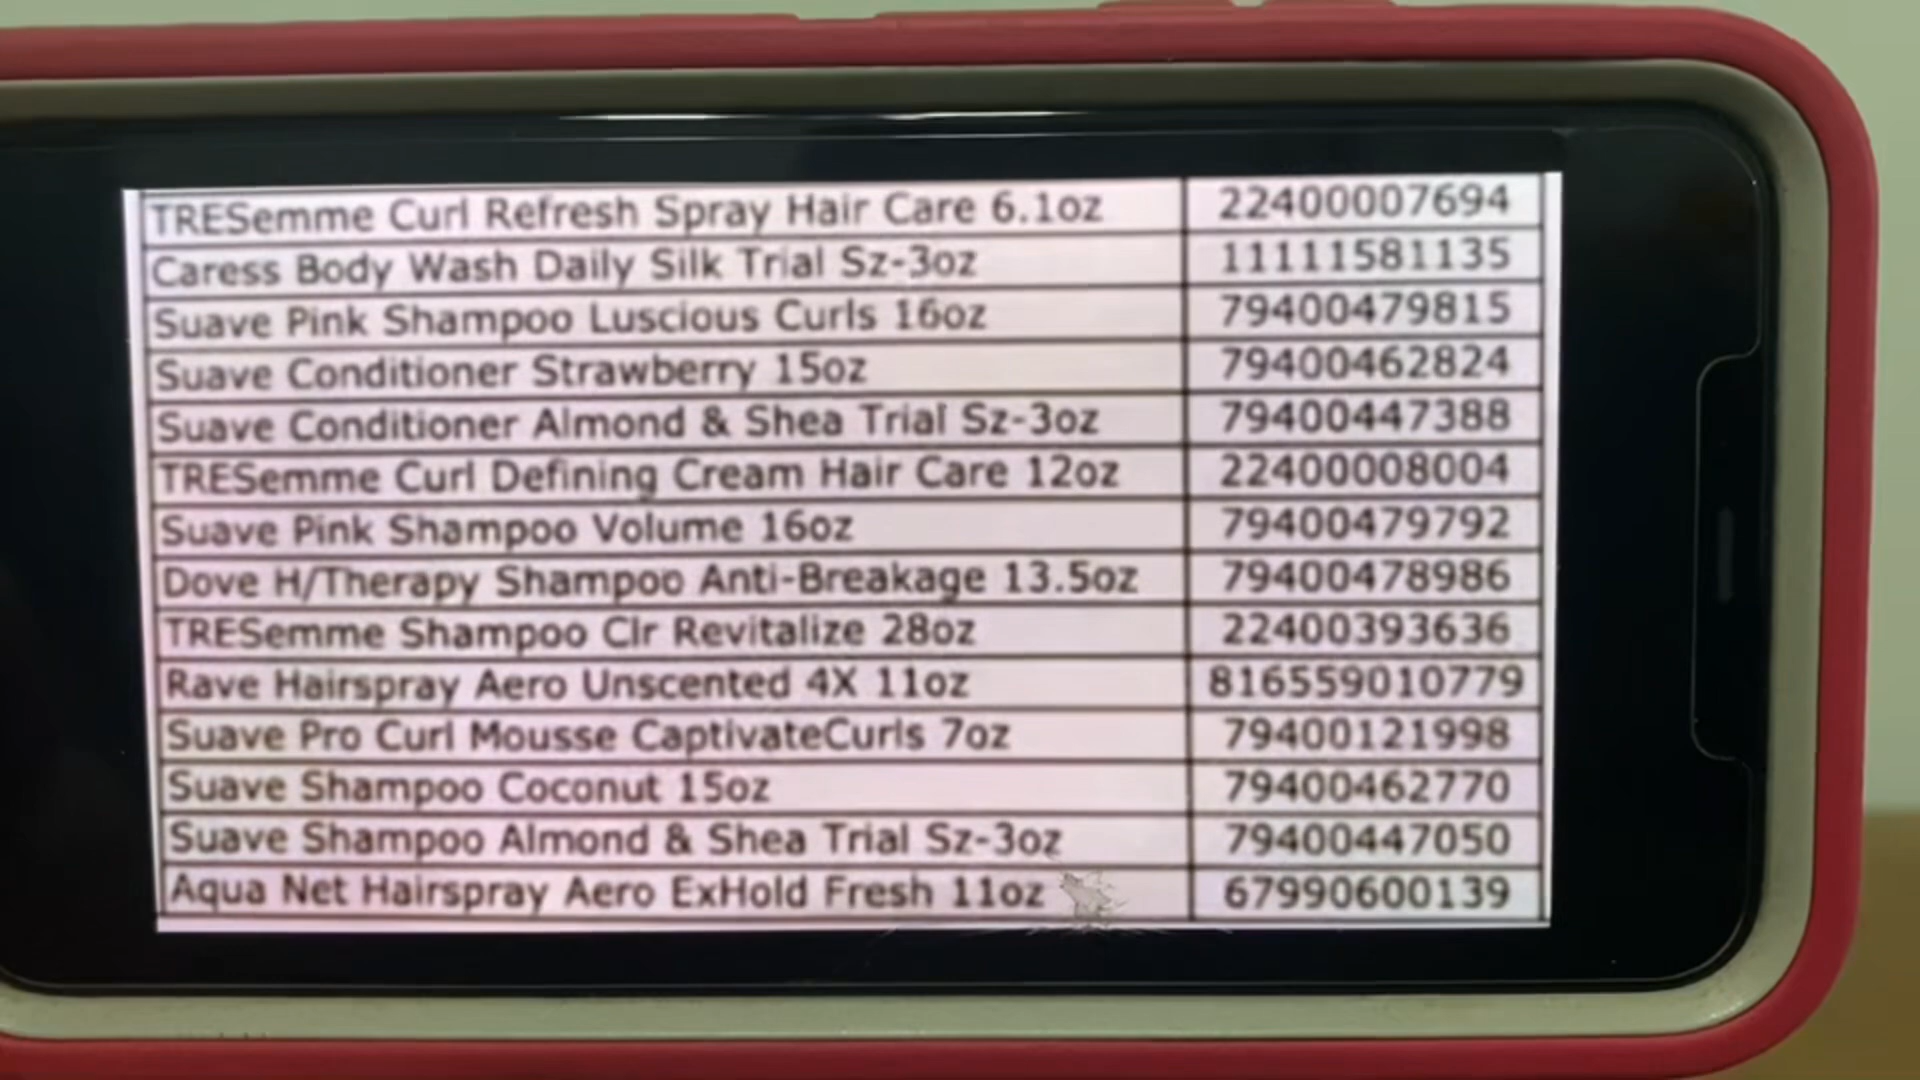 TRESemme Curl Refresh Spray Hair Care 6.1oz 22400007694
Caress Body Wash Daily Silk Trial Sz-3oz 11111581135
Suave Pink Shampoo Luscious Curls 16oz 79400479815
Suave Conditioner Strawberry 15oz 79400462824
Suave Conditioner Almond & Shea Trial Sz-3oz 79400447388
TRESemme Curl Defining Cream Hair Care 12oz 22400008004
Suave Pink Shampoo Volume 16oz 79400479792
Dove H/Therapy Shampoo Anti-Breakage 13.5oz 79400478986
TRESemme Shampoo Clr Revitalize 28oz 22400393636
Rave Hairspray Aero Unscented 4X 11oz 816559010779
Suave Pro Curl Mousse CaptivateCurls 7oz 79400121998
Suave Shampoo Coconut 15oz 79400462770
Suave Shampoo Almond & Shea Trial Sz-3oz 79400447050
Aqua Net Hairspray Aero ExHold Fresh 11oz 67990600139